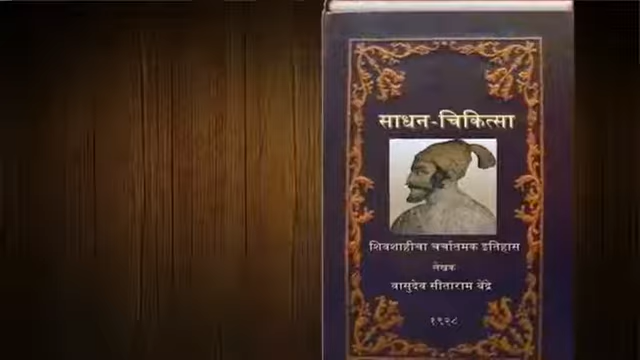 साधन-चिकित्सा
शिवशाहीचा चर्चात्मक इतिहास
लेखक
वासुदेव सीताराम बेंद्रे
१९२८